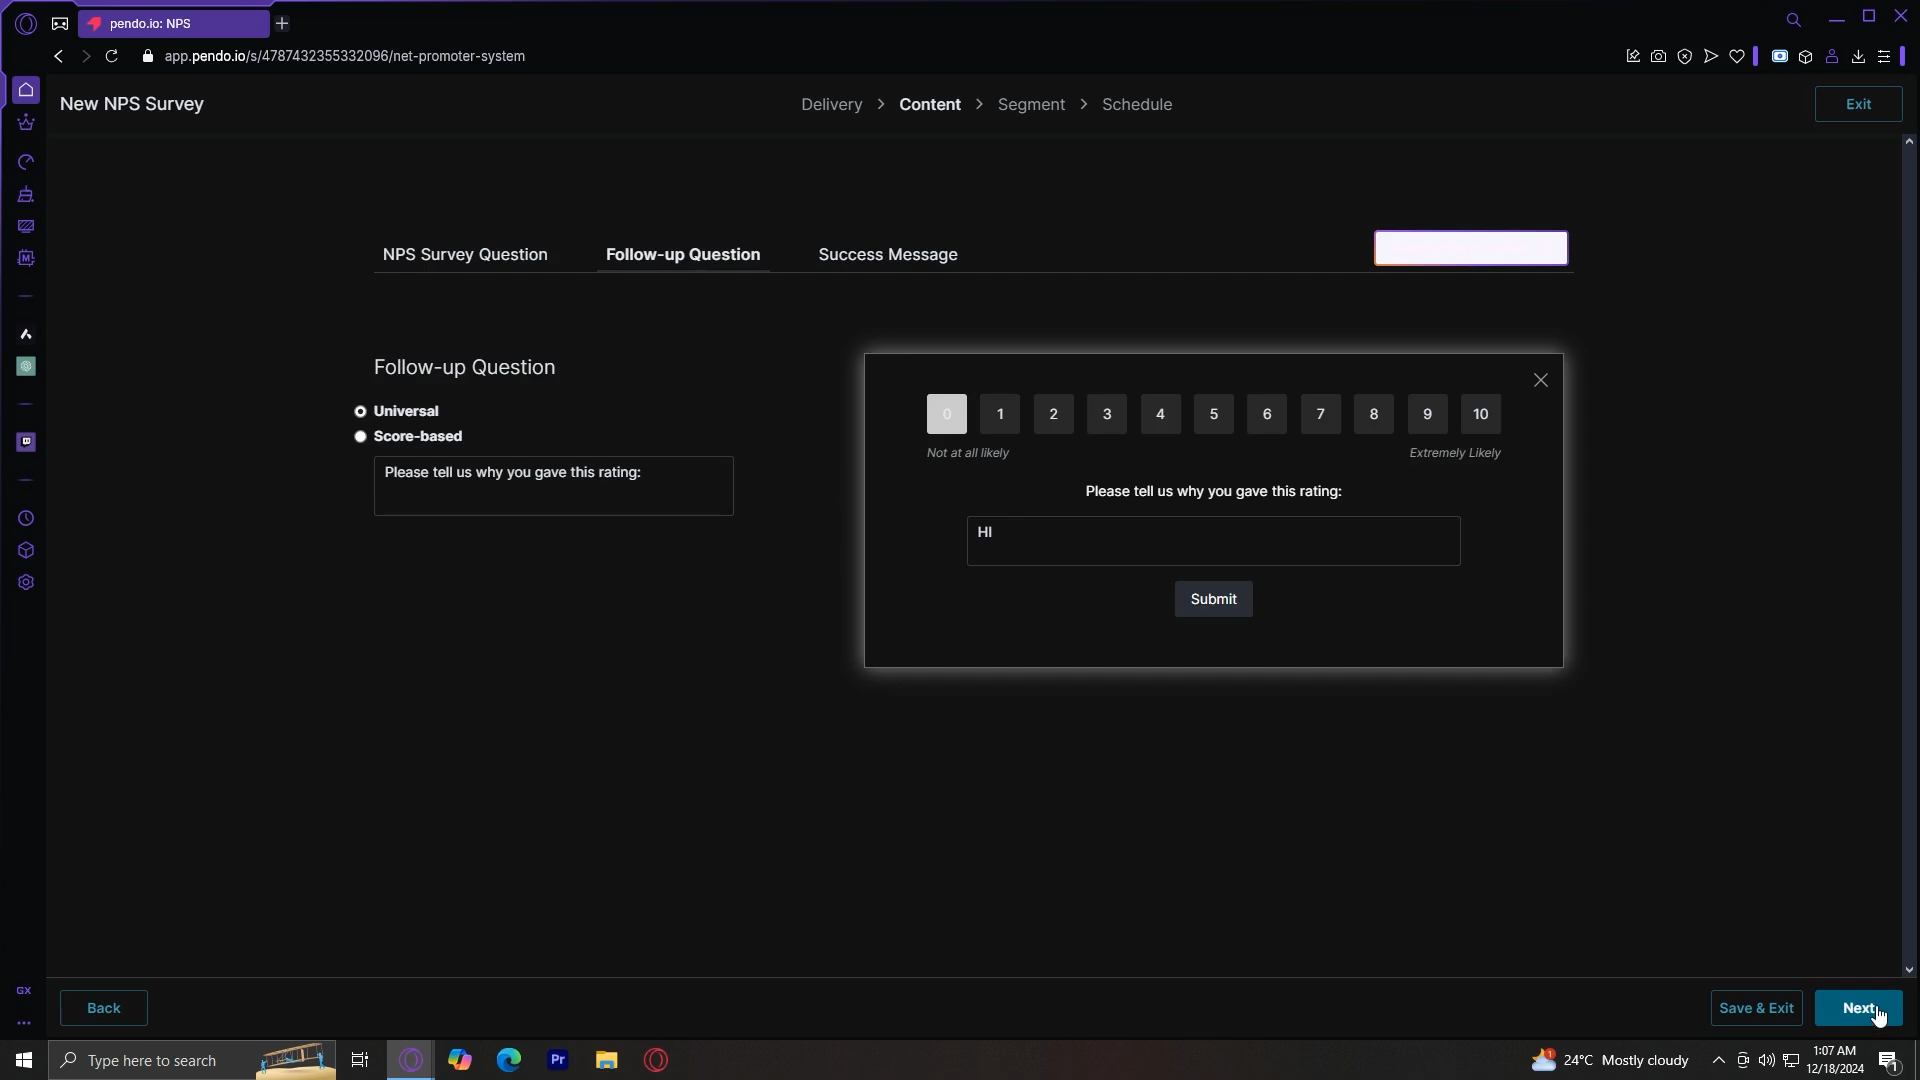 pendo.io: NPS
app.pendo.io/s/4787432355332096/net-promoter-system
New NPS Survey
Delivery > Content > Segment > Schedule
Exit
NPS Survey Question
Follow-up Question
Success Message
Follow-up Question
Universal
Score-based
Please tell us why you gave this rating:
0 1 2 3 4 5 6 7 8 9 10
Not at all likely
Extremely Likely
Please tell us why you gave this rating:
HI
Submit
GX
Back
Save & Exit
Next
Type here to search
Pr
1
24°C Mostly cloudy
1:07 AM
12/18/2024
1